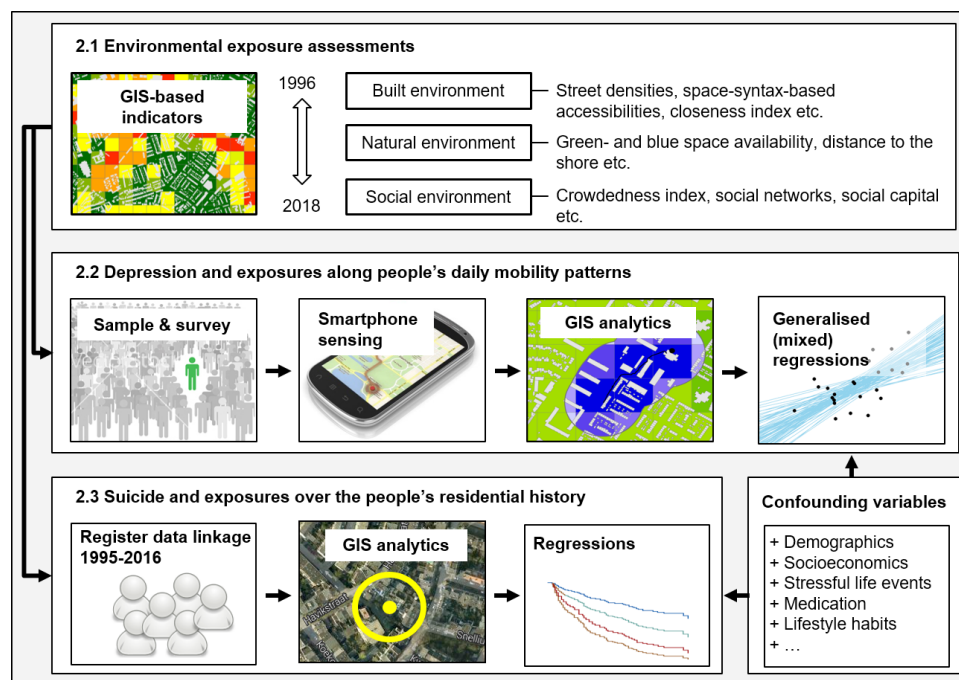 2.1 Environmental exposure assessments
GIS-based
indicators
1996
2018
Built environment
Street densities, space-syntax-based
accessibilities, closeness index etc.
Natural environment
Green- and blue space availability, distance to the
shore etc.
Social environment
Crowdedness index, social networks, social capital
etc.
2.2 Depression and exposures along people’s daily mobility patterns
Sample & survey
Smartphone
sensing
GIS analytics
Generalised
(mixed)
regressions
2.3 Suicide and exposures over the people’s residential history
Register data linkage
1995-2016
GIS analytics
Havikstraat
Regressions
Confounding variables
+ Demographics
+ Socioeconomics
+ Stressful life events
+ Medication
+ Lifestyle habits
+ …